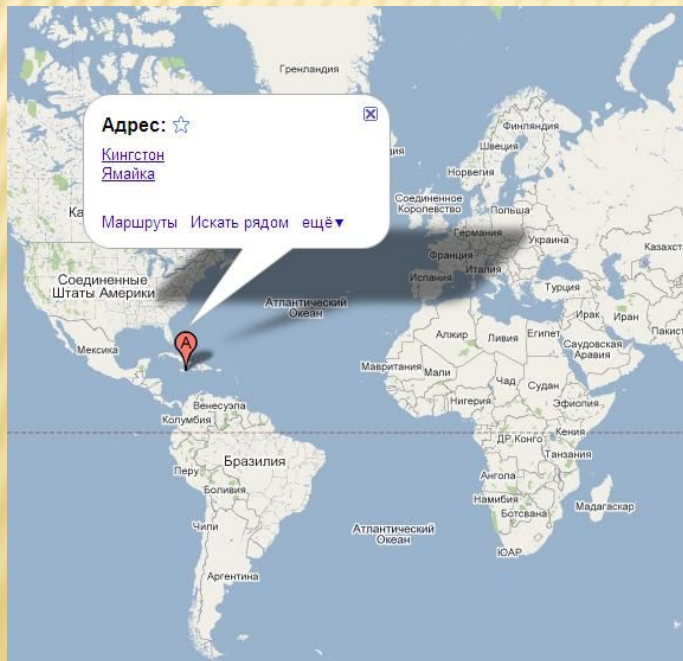 Гренландия
Адрес:
Кингстон
Ямайка
Маршруты Искать рядом ещё▼
Финляндия
Швеция
Норвегия
Соединенное
Королевство
Польша
Германия
Украина
Франция
Казахст
Италия
Испания
Турция
Соединенные
Штаты Америки
Атлантический
Океан
Ирак
Иран
Пакист
Алжир
Ливия
Египет
Саудовская
Аравия
Мексика
A
Мавритания
Мали
Чад
Судан
Нигерия
Эфиопия
Венесуэла
Колумбия
ДР Конго
Кения
Танзания
Перу
Бразилия
Боливия
Ангола
Намибия
Ботсвана
Мадагаскар
Чили
Атлантический
Океан
ЮАР
Аргентина